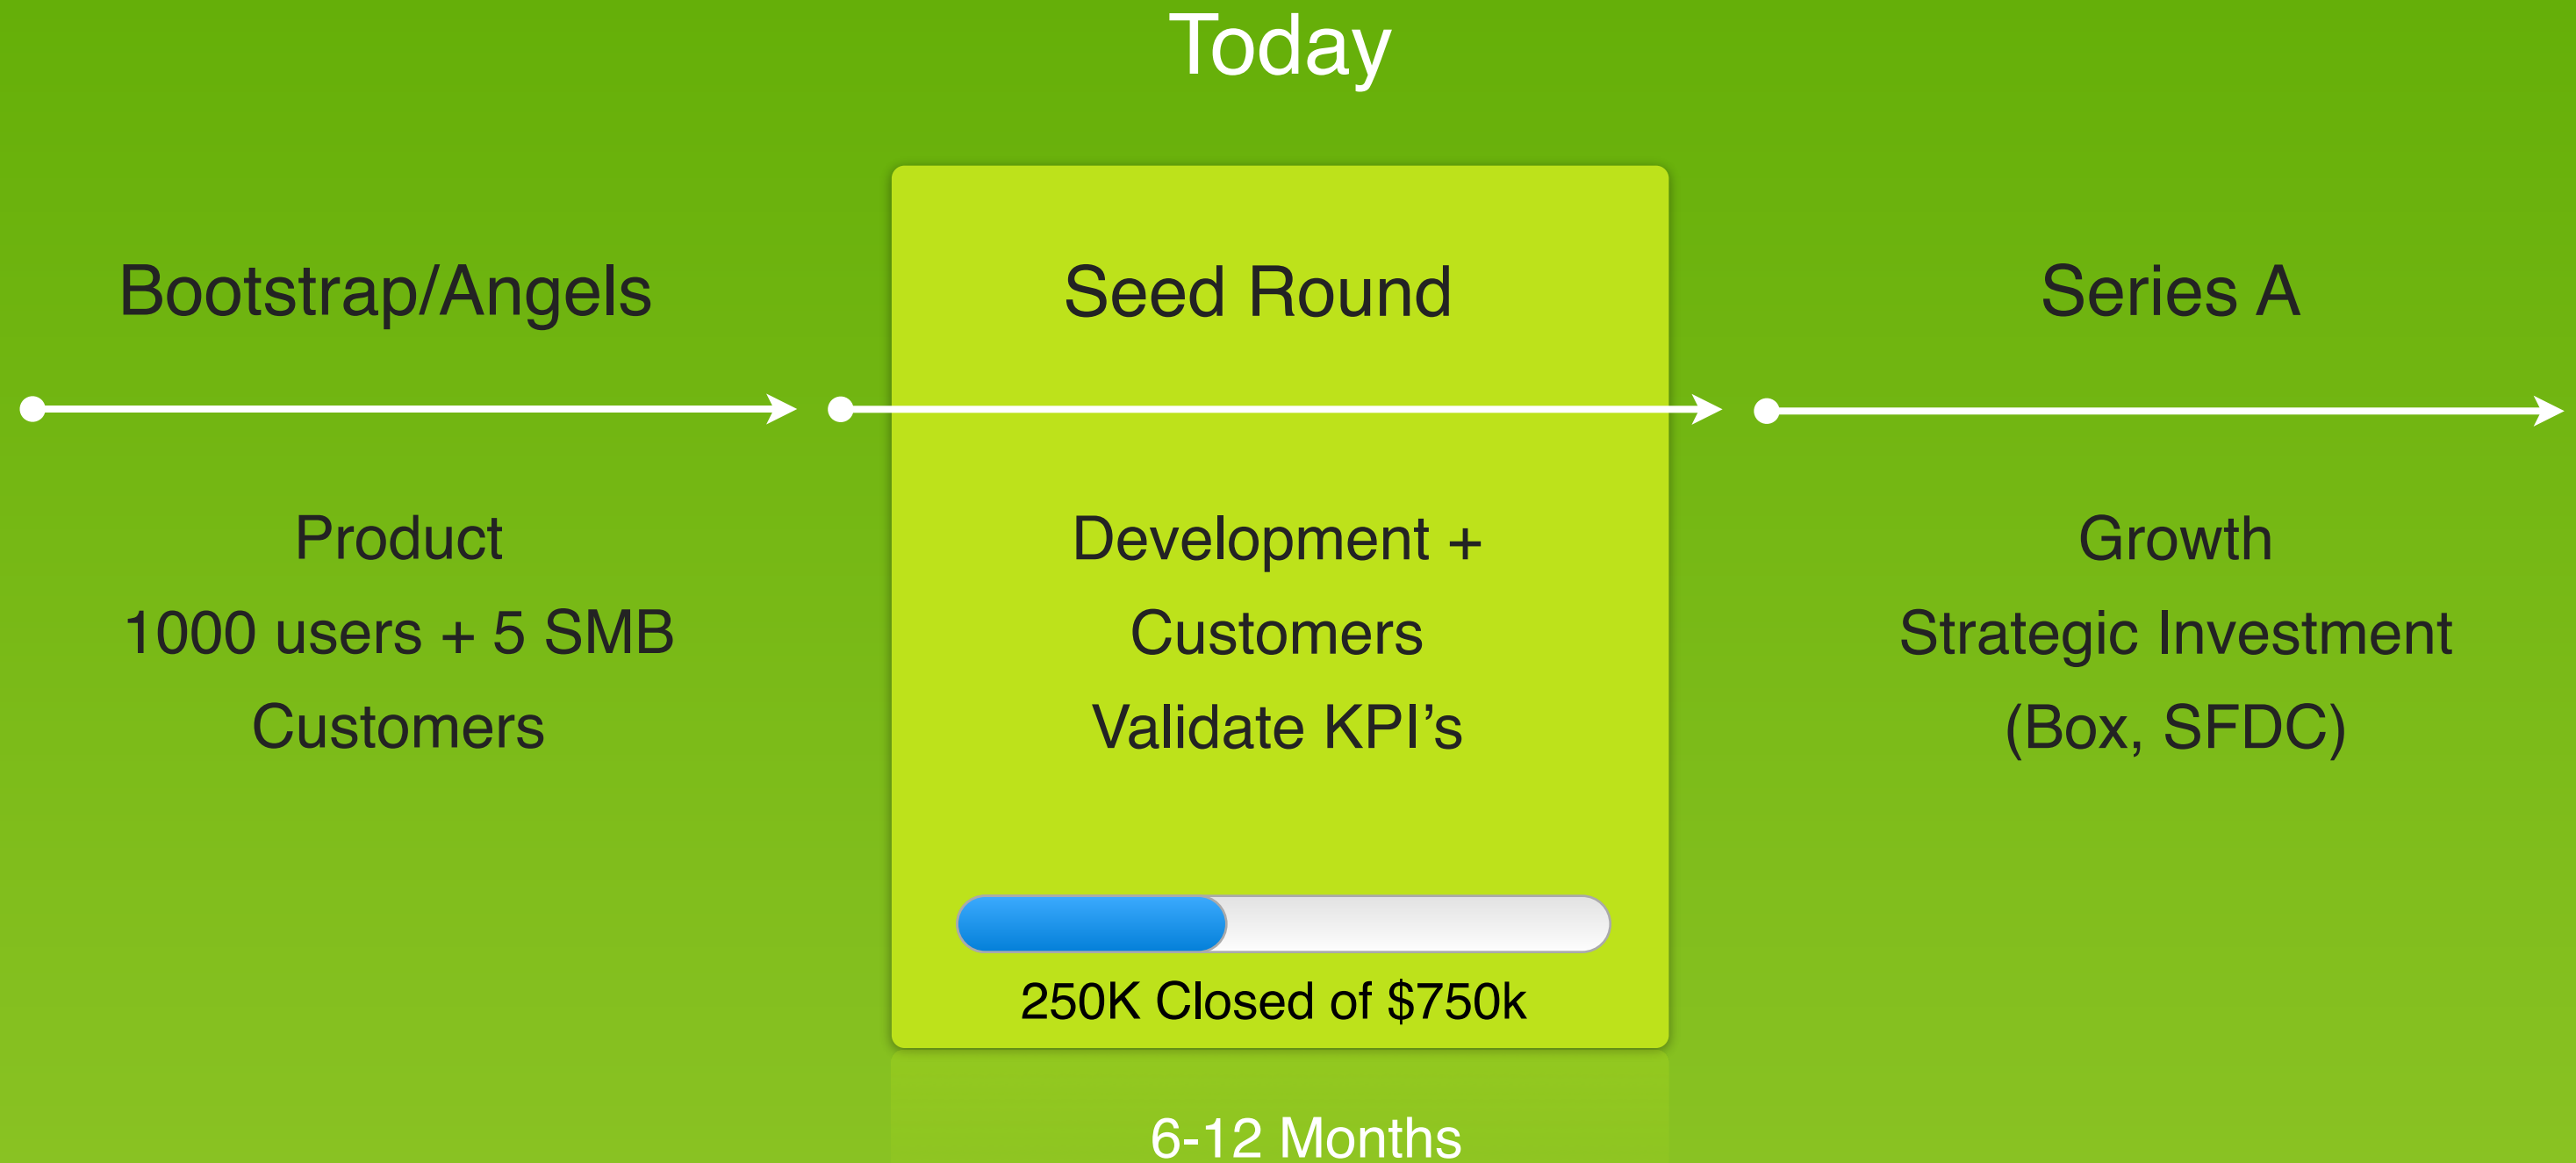 Today
Bootstrap/Angels
Product
1000 users + 5 SMB
Customers
Seed Round
Development +
Customers
Validate KPI’s
250K Closed of $750k
6-12 Months
Series A
Growth
Strategic Investment
(Box, SFDC)